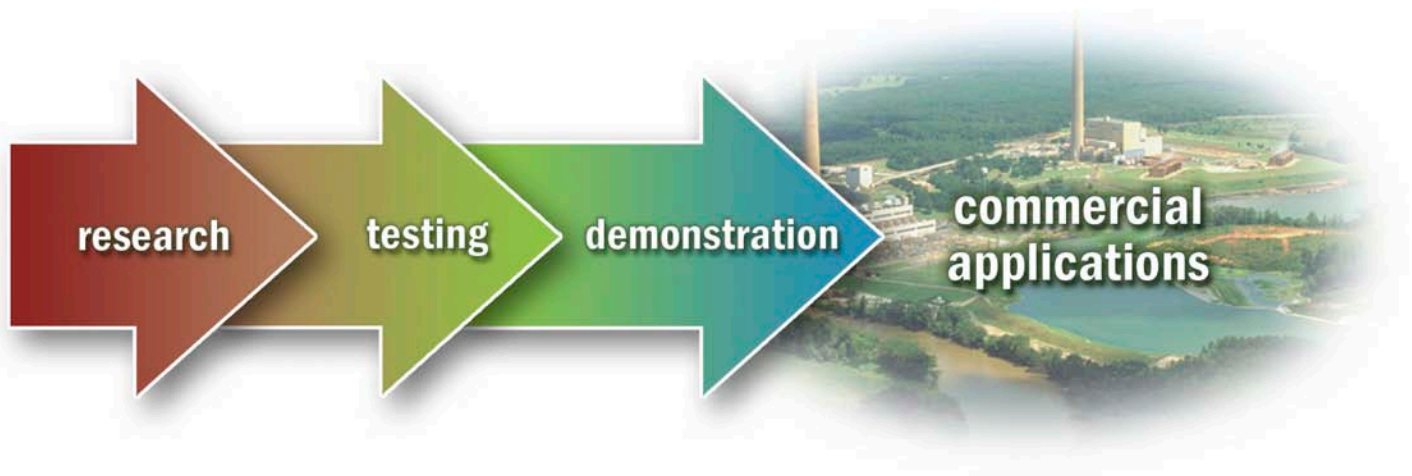 research
testing
demonstration
commercial
applications